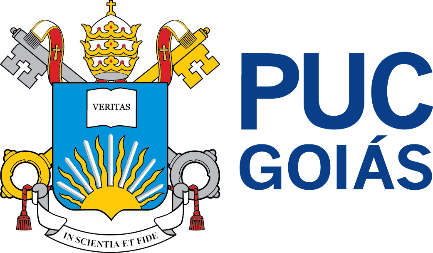 VERITAS
IN SCIENTIA ET FIDE
PUC
GOIÁS